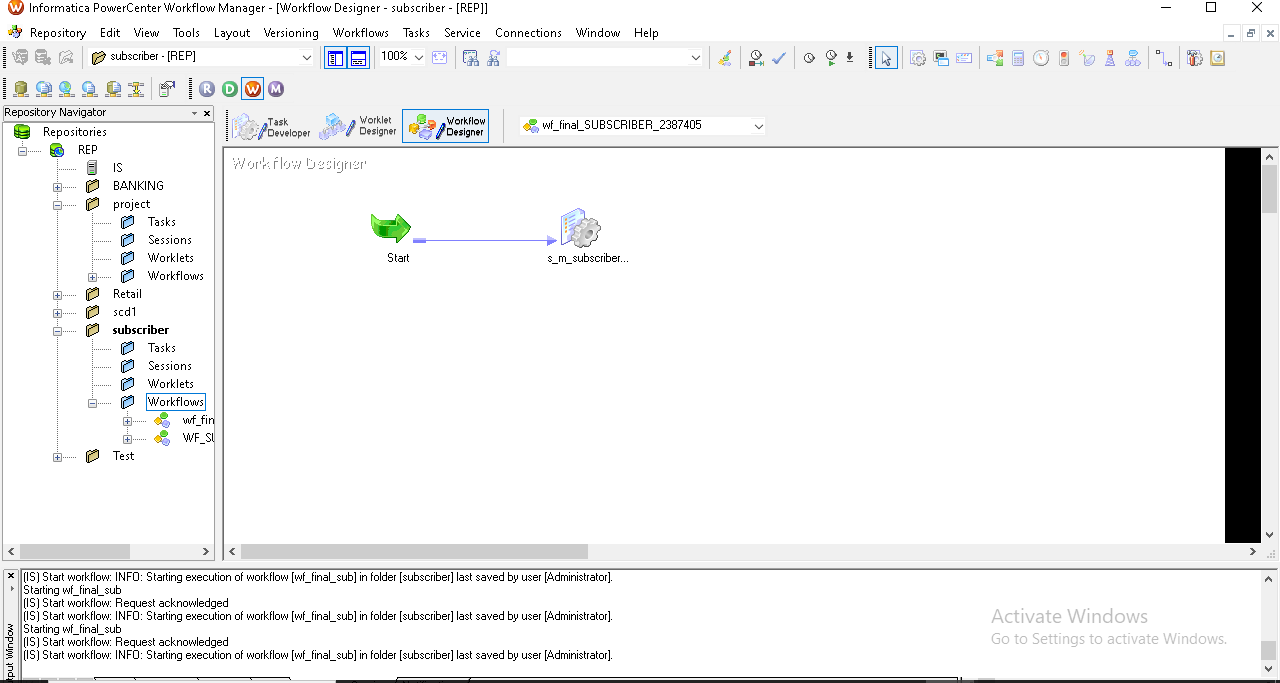 Informatica PowerCenter Workflow Manager - [Workflow Designer - subscriber - [REP]]
Repository Edit View Tools Layout Versioning Workflows Tasks Service Connections Window Help
subscriber - [REP]
100%
R D W M
Repository Navigator
Repositories
REP
IS
BANKING
project
Tasks
Sessions
Worklets
Workflows
Retail
scd1
subscriber
Tasks
Sessions
Worklets
Workflows
wf_fin
WF_SU
Test
Task
Developer
Worklet
Designer
Workflow
Designer
wf_final_SUBSCRIBER_2387405
Workflow Designer
Start
s_m_subscriber...
(IS) Start workflow: INFO: Starting execution of workflow [wf_final_sub] in folder [subscriber] last saved by user [Administrator].
Starting wf_final_sub
(IS) Start workflow: Request acknowledged
(IS) Start workflow: INFO: Starting execution of workflow [wf_final_sub] in folder [subscriber] last saved by user [Administrator].
Starting wf_final_sub
(IS) Start workflow: Request acknowledged
(IS) Start workflow: INFO: Starting execution of workflow [wf_final_sub] in folder [subscriber] last saved by user [Administrator].
tput Window
Activate Windows
Go to Settings to activate Windows.